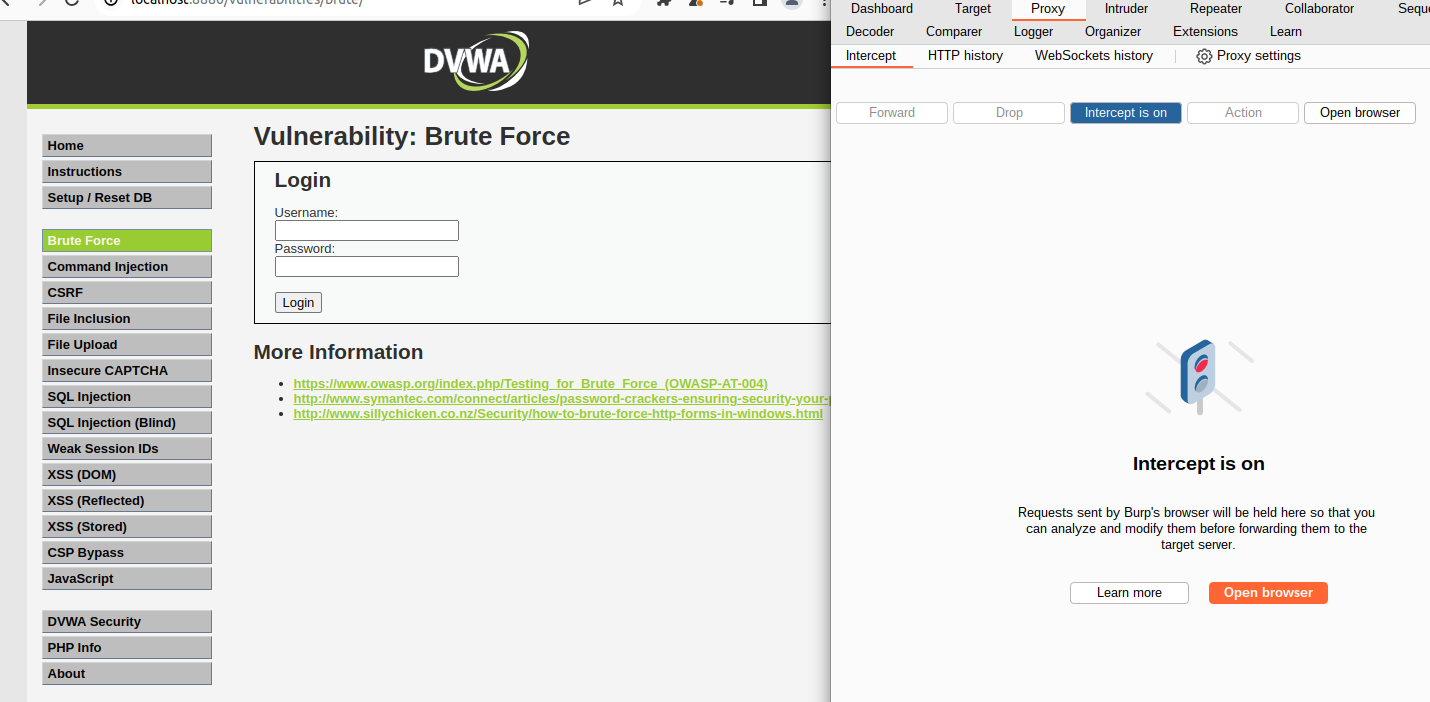 localhost:8880/vulnerabilities/brute/
DVWA
Home
Instructions
Setup / Reset DB
Brute Force
Command Injection
CSRF
File Inclusion
File Upload
Insecure CAPTCHA
SQL Injection
SQL Injection (Blind)
Weak Session IDs
XSS (DOM)
XSS (Reflected)
XSS (Stored)
CSP Bypass
JavaScript
DVWA Security
PHP Info
About
Vulnerability: Brute Force
Login
Username:
Password:
Login
More Information
https://www.owasp.org/index.php/Testing_for_Brute_Force_(OWASP-AT-004)
http://www.symantec.com/connect/articles/password-crackers-ensuring-security-your-
http://www.sillychicken.co.nz/Security/how-to-brute-force-http-forms-in-windows.html
Dashboard Target Proxy Intruder Repeater Collaborator Seque
Decoder Comparer Logger Organizer Extensions Learn
Intercept HTTP history WebSockets history Proxy settings
Forward Drop Intercept is on Action Open browser
Intercept is on
Requests sent by Burp's browser will be held here so that you
can analyze and modify them before forwarding them to the
target server.
Learn more Open browser